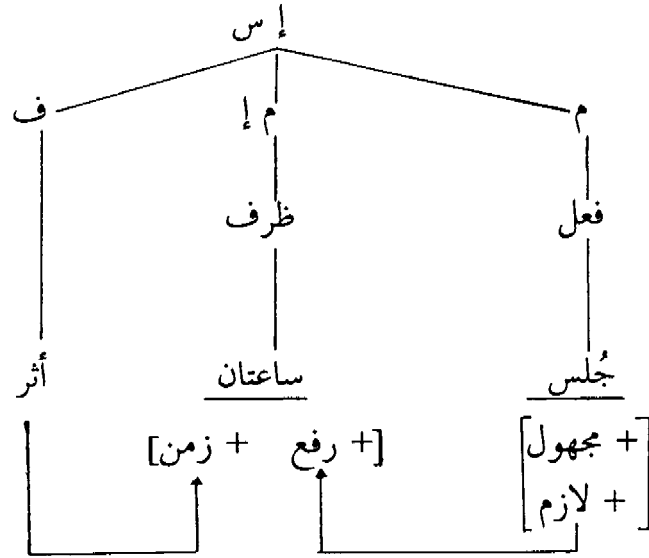 إ س
م م إ ف
فعل ظرف
جُلس ساعتان أثر
[+ مجهول [+ رفع + زمن]
+ لازم]